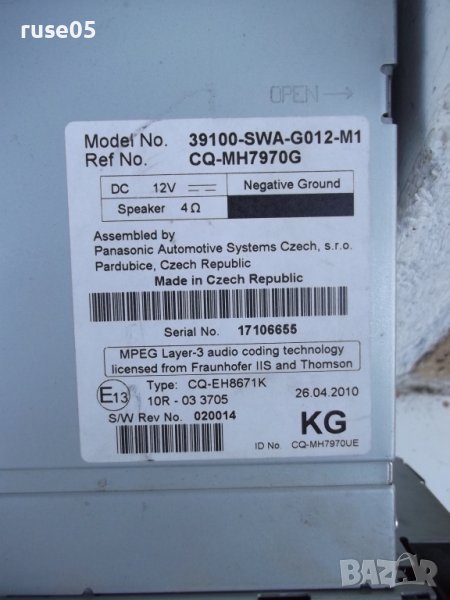 ruse05
OPEN
Model No. 39100-SWA-G012-M1
Ref No. CQ-MH7970G
DC 12V Negative Ground
Speaker 4Ω
Assembled by
Panasonic Automotive Systems Czech, s.r.o.
Pardubice, Czech Republic
Made in Czech Republic
Serial No. 17106655
MPEG Layer-3 audio coding technology
licensed from Fraunhofer IIS and Thomson
E13 Type: CQ-EH8671K 26.04.2010
10R - 03 3705
S/W Rev No. 020014 KG
ID No. CQ-MH7970UE
BAZAR